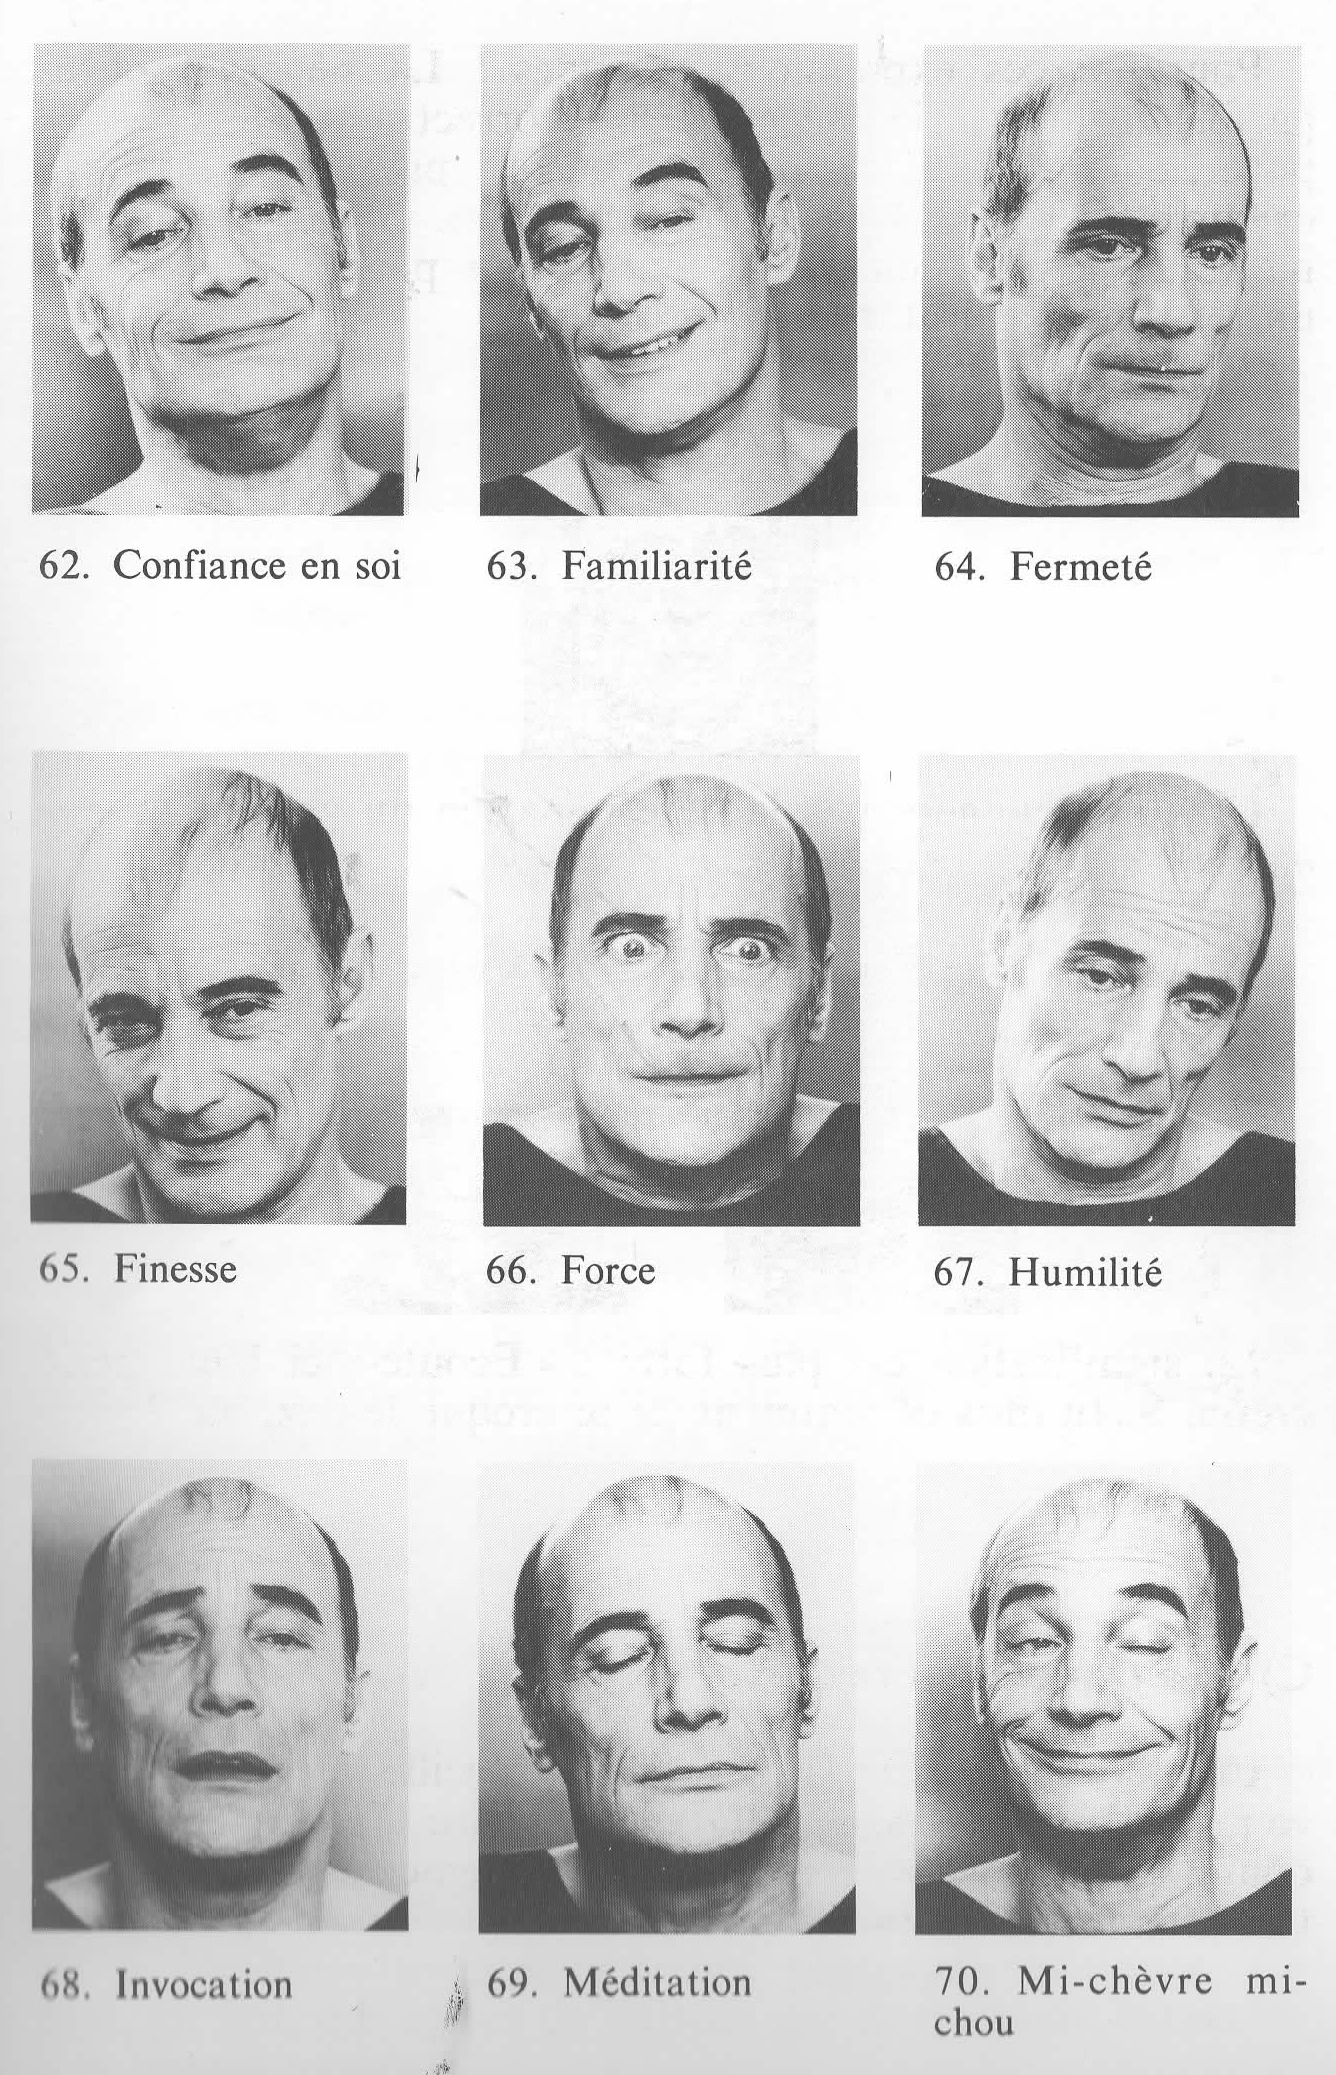 62. Confiance en soi
63. Familiarité
64. Fermeté
65. Finesse
66. Force
67. Humilité
68. Invocation
69. Méditation
70. Mi-chèvre mi-
chou